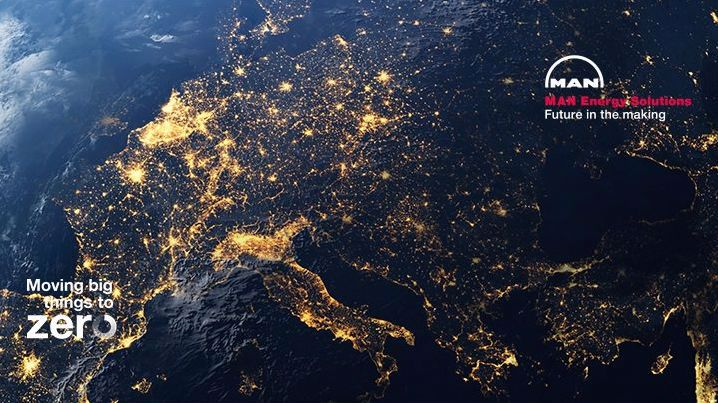 MAN
MAN Energy Solutions
Future in the making
Moving big
things to
zero